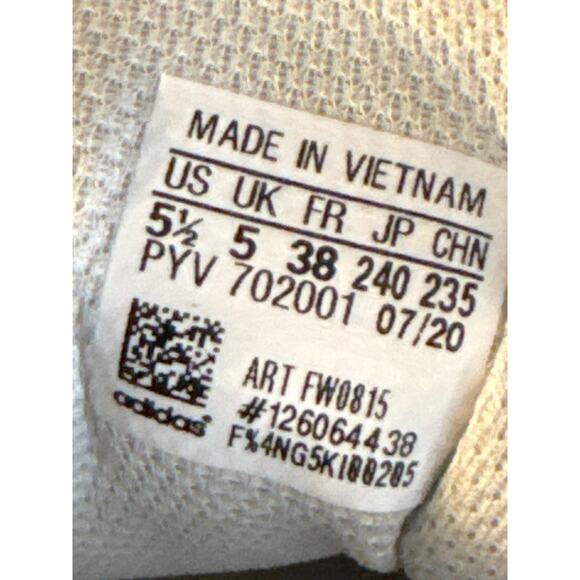 MADE IN VIETNAM
US UK FR JP CHN
5½ 5 38 240 235
PYV 702001 07/20
ART FW0815
#126064438
F%4NG5K100205
adidas